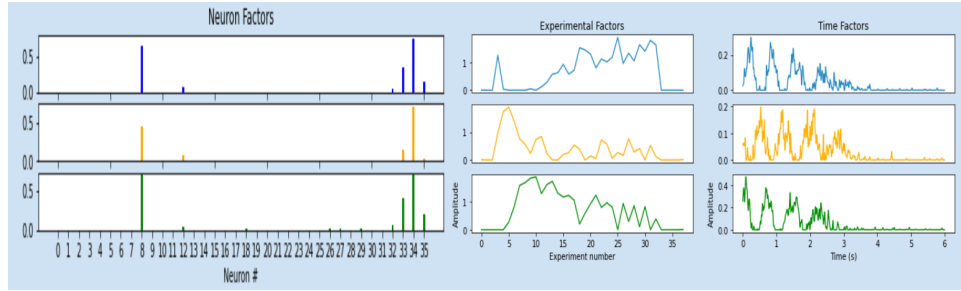 Neuron Factors
0.5
0.0
0.5
0.0
0.5
0.0
0 1 2 3 4 5 6 7 8 9 10 11 12 13 14 15 16 17 18 19 20 21 22 23 24 25 26 27 28 29 30 31 32 33 34 35
Neuron #
Experimental Factors
1
0
1
0
1
0
0 5 10 15 20 25 30 35
Experiment number
Time Factors
0.2
0.0
0.2
0.1
0.0
Amplitude
0.4
0.2
0.0
Amplitude
0 1 2 3 4 5 6
Time (s)